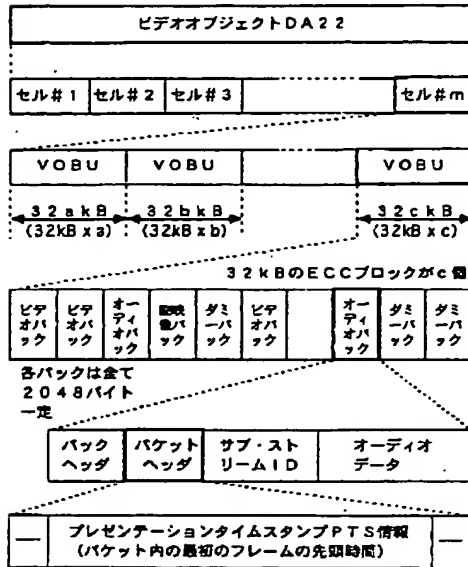 ビデオオブジェクトDA22
セル#1 セル#2 セル#3 セル#m
VOBU VOBU VOBU
32akB 32bkB 32ckB
(32kB x a) (32kB x b) (32kB x c)
32kBのECCブロックがc個
ビデオパック ビデオパック オーディオパック ダミーパック ビデオパック オーディオパック ダミーパック ダミーパック
各パックは全て
2048バイト
一定
パック パケット サブ・スト オーディオ
ヘッダ ヘッダ リームID データ
— プレゼンテーションタイムスタンプPTS情報 —
(パケット内の最初のフレームの先頭時間)